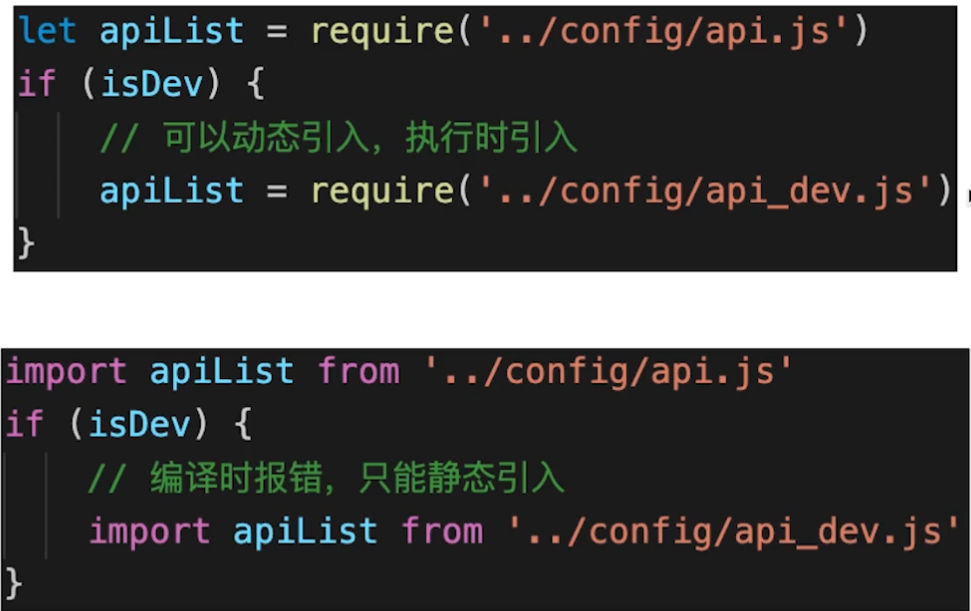 let apiList = require('../config/api.js')
if (isDev) {
    // 可以动态引入，执行时引入
    apiList = require('../config/api_dev.js')
}
import apiList from '../config/api.js'
if (isDev) {
    // 编译时报错，只能静态引入
    import apiList from '../config/api_dev.js'
}